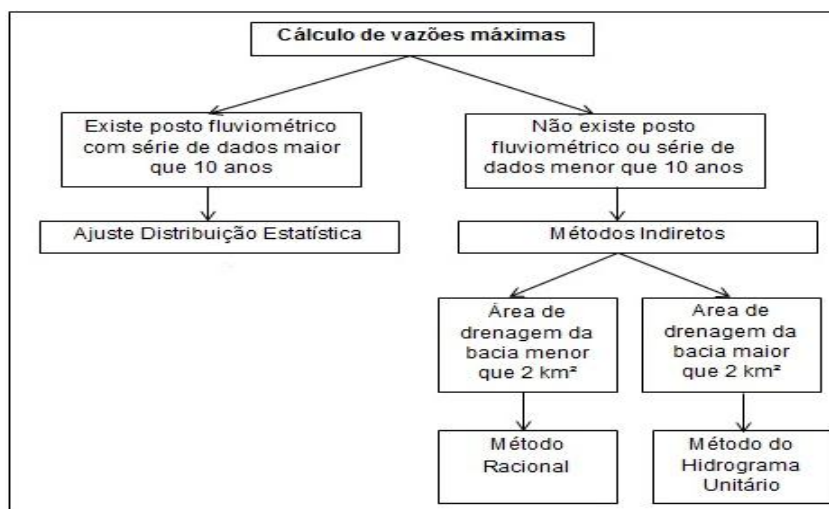 Cálculo de vazões máximas
Existe posto fluviométrico
com série de dados maior
que 10 anos
Não existe posto
fluviométrico ou série de
dados menor que 10 anos
Ajuste Distribuição Estatística
Métodos Indiretos
Área de
drenagem da
bacia menor
que 2 km²
Area de
drenagem da
bacia maior
que 2 km²
Método
Racional
Método do
Hidrograma
Unitário